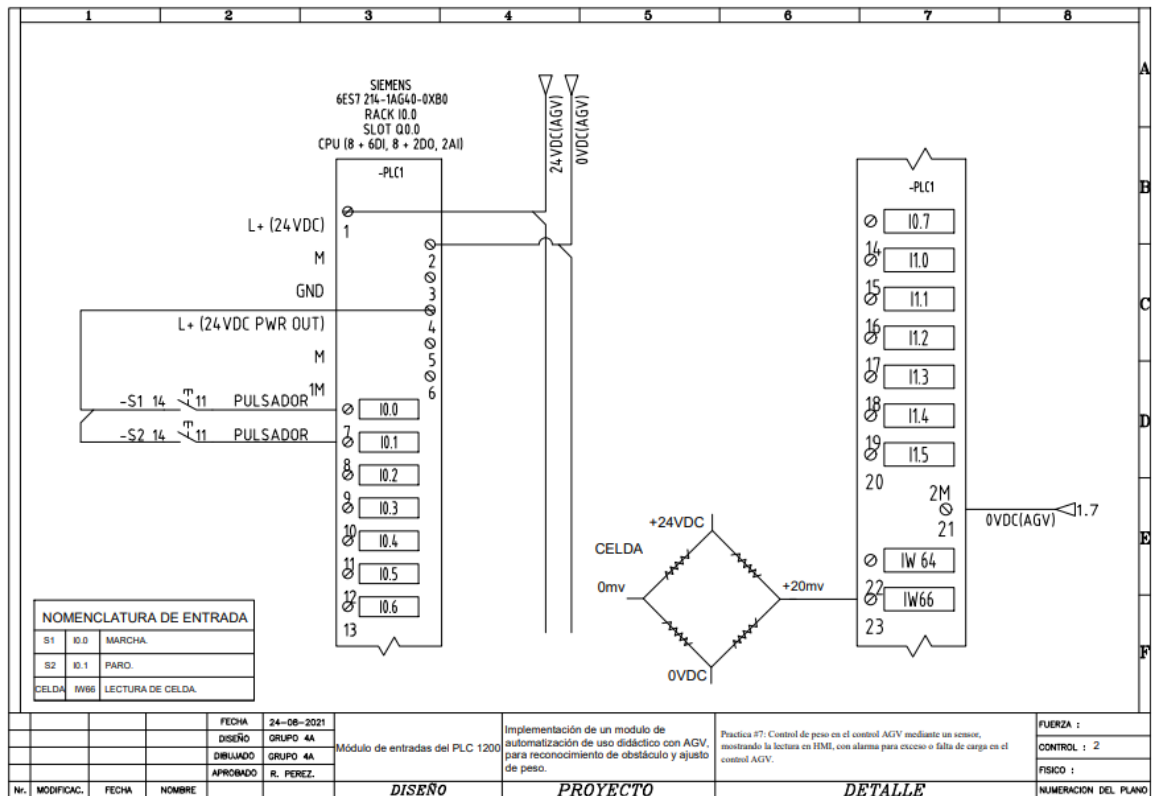 1 2 3 4 5 6 7 8
A
B
C
D
E
F
SIEMENS
6ES7 214-1AG40-0XB0
RACK I0.0
SLOT Q0.0
CPU (8 + 6DI, 8 + 2DO, 2AI)
-PLC1
24VDC(AGV)
0VDC(AGV)
L+ (24VDC)
1
M
2
GND
3
L+ (24VDC PWR OUT)
4
M
5
1M
6
-S1 14 11 PULSADOR
I0.0
7
-S2 14 11 PULSADOR
I0.1
8
I0.2
9
I0.3
10
I0.4
11
I0.5
12
I0.6
13
-PLC1
I0.7
14
I1.0
15
I1.1
16
I1.2
17
I1.3
18
I1.4
19
I1.5
20
2M
21
0VDC(AGV)
1.7
IW 64
22
IW66
23
+24VDC
CELDA
0mv
+20mv
0VDC
NOMENCLATURA DE ENTRADA
S1 I0.0 MARCHA.
S2 I0.1 PARO.
CELDA IW66 LECTURA DE CELDA.
FECHA 24-08-2021
DISEÑO GRUPO 4A
DIBUJADO GRUPO 4A
APROBADO R. PEREZ.
Nr. MODIFICAC. FECHA NOMBRE
Módulo de entradas del PLC 1200
DISEÑO
Implementación de un modulo de
automatización de uso didáctico con AGV,
para reconocimiento de obstáculo y ajusto
de peso.
PROYECTO
Practica #7: Control de peso en el control AGV mediante un sensor,
mostrando la lectura en HMI, con alarma para exceso o falta de carga en el
control AGV.
DETALLE
FUERZA :
CONTROL : 2
FISICO :
NUMERACION DEL PLANO